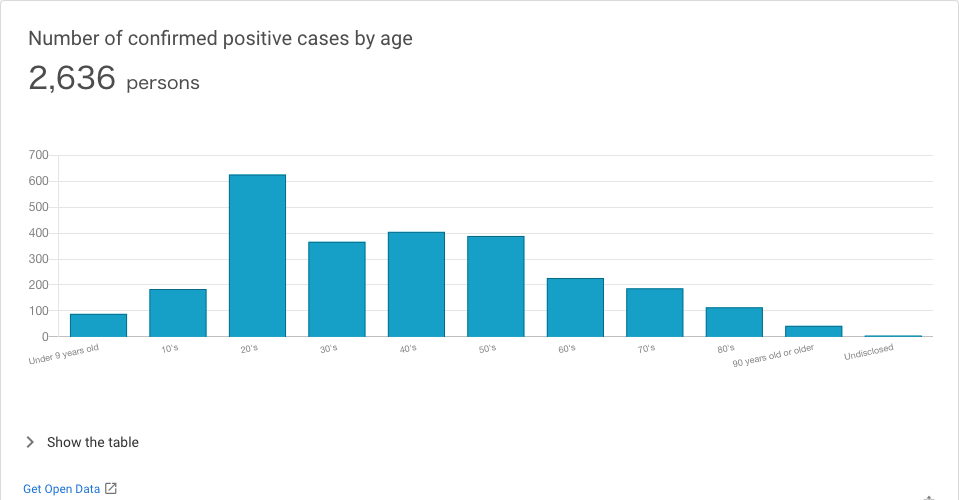 Number of confirmed positive cases by age
2,636 persons
700
600
500
400
300
200
100
0
Under 9 years old
10's
20's
30's
40's
50's
60's
70's
80's
90 years old or older
Undisclosed
Show the table
Get Open Data